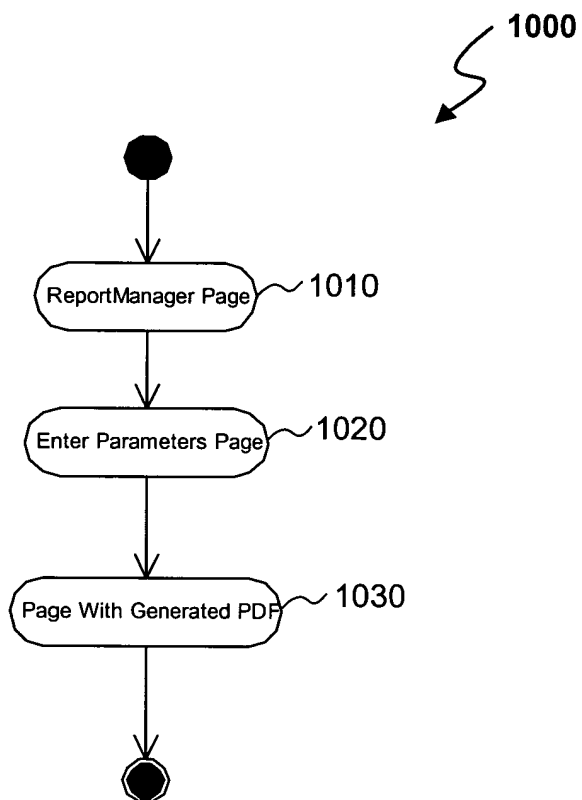 1000
ReportManager Page
1010
Enter Parameters Page
1020
Page With Generated PDF
1030